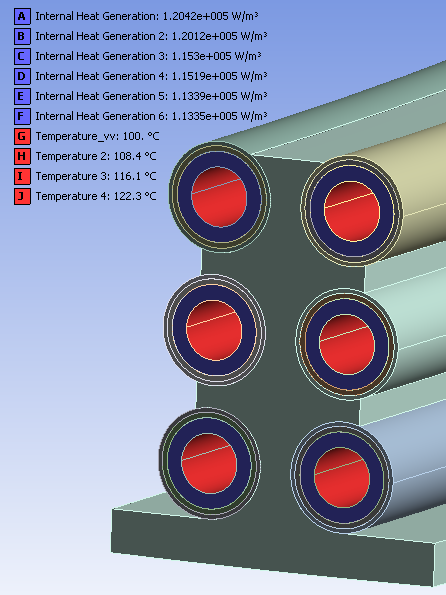 A Internal Heat Generation: 1.2042e+005 W/m³
B Internal Heat Generation 2: 1.2012e+005 W/m³
C Internal Heat Generation 3: 1.153e+005 W/m³
D Internal Heat Generation 4: 1.1519e+005 W/m³
E Internal Heat Generation 5: 1.1339e+005 W/m³
F Internal Heat Generation 6: 1.1335e+005 W/m³
G Temperature_vv: 100. °C
H Temperature 2: 108.4 °C
I Temperature 3: 116.1 °C
J Temperature 4: 122.3 °C